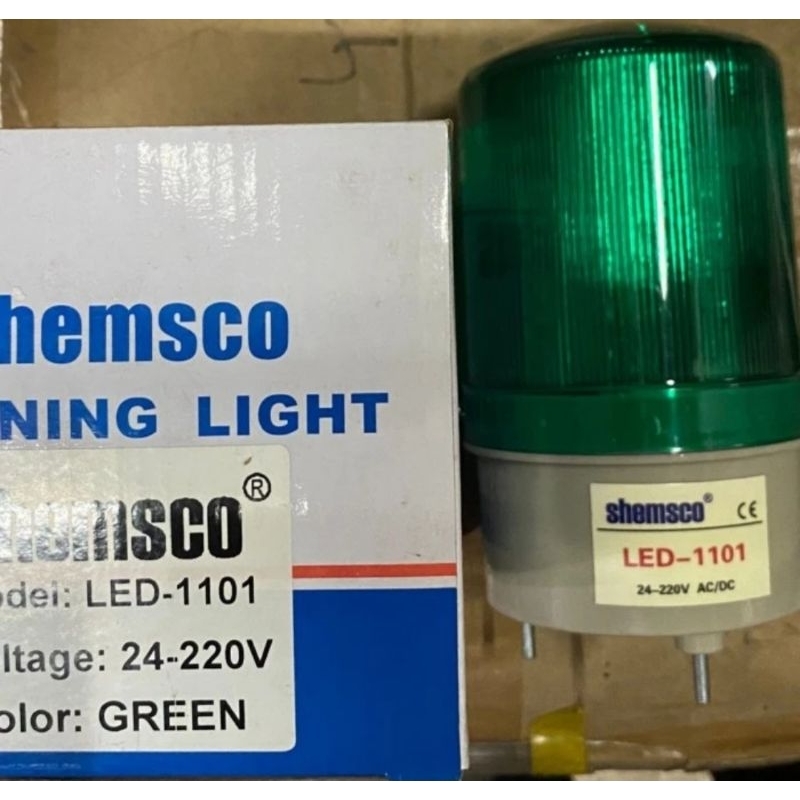 hemsco
NING LIGHT
shemsco®
odel: LED-1101
ltage: 24-220V
olor: GREEN
shemsco® CE
LED-1101
24-220V AC/DC